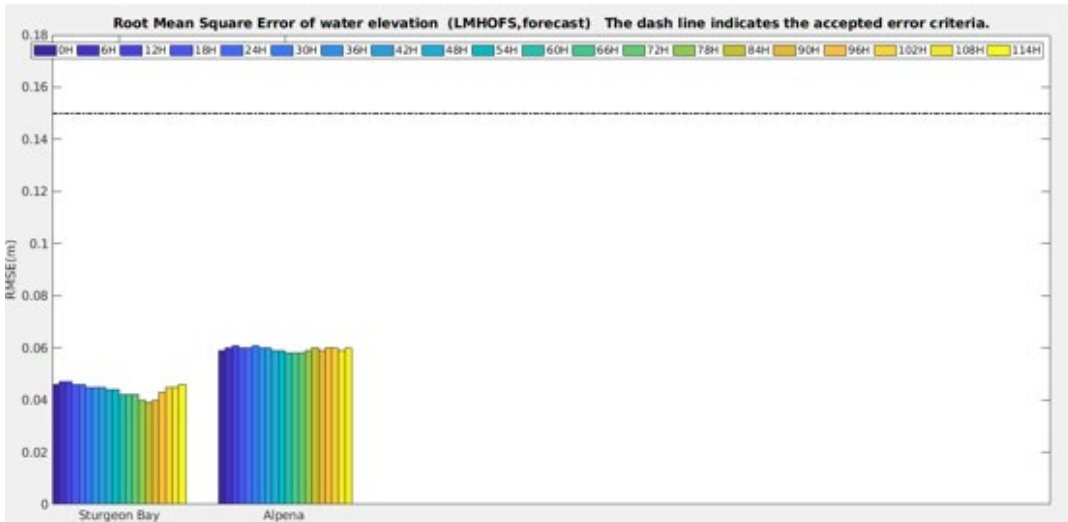 Root Mean Square Error of water elevation (LMHOFS,forecast) The dash line indicates the accepted error criteria.
0.18
0H 6H 12H 18H 24H 30H 36H 42H 48H 54H 60H 66H 72H 78H 84H 90H 96H 102H 108H 114H
0.16
0.14
0.12
0.1
RMSE(m)
0.08
0.06
0.04
0.02
0
Sturgeon Bay Alpena